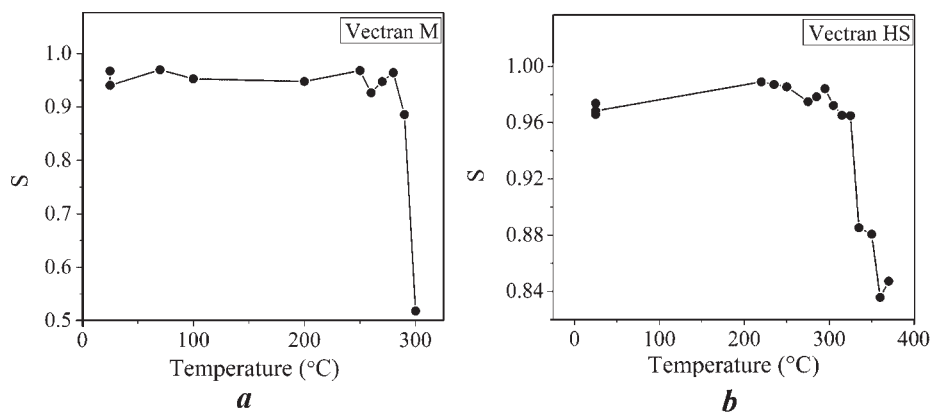 Vectran M
1.0
0.9
0.8
0.7
0.6
0.5
S
0 100 200 300
Temperature (°C)
a
Vectran HS
1.00
0.96
0.92
0.88
0.84
S
0 100 200 300 400
Temperature (°C)
b